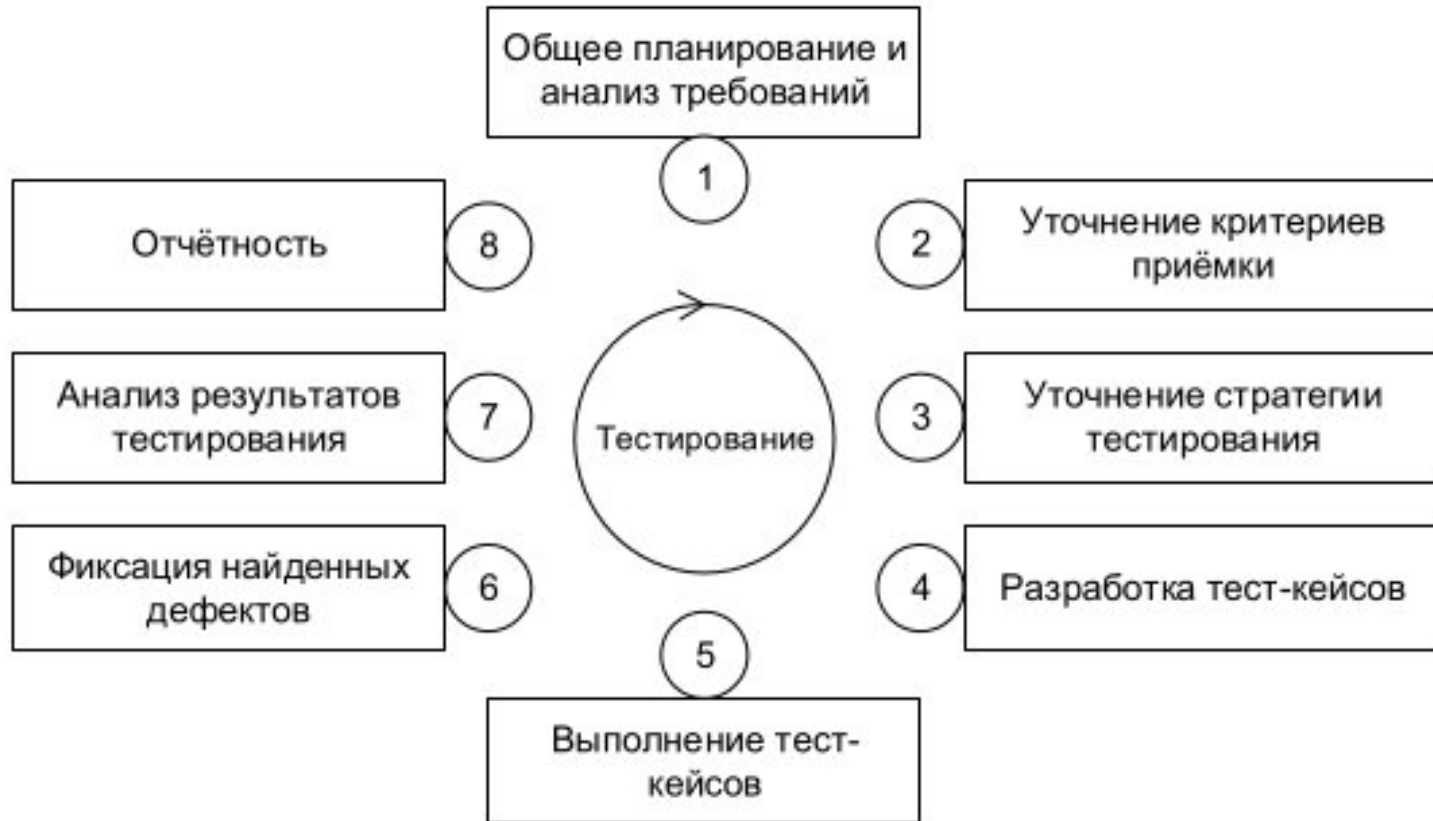 Общее планирование и
анализ требований
1
2
Уточнение критериев
приёмки
3
Уточнение стратегии
тестирования
4
Разработка тест-кейсов
5
Выполнение тест-
кейсов
6
Фиксация найденных
дефектов
7
Анализ результатов
тестирования
8
Отчётность
Тестирование